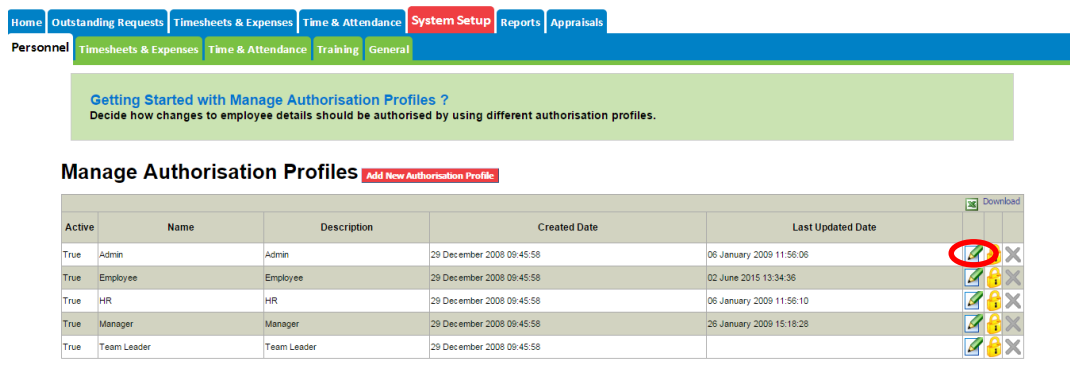 Home Outstanding Requests Timesheets & Expenses Time & Attendance System Setup Reports Appraisals
Personnel Timesheets & Expenses Time & Attendance Training General
Getting Started with Manage Authorisation Profiles ?
Decide how changes to employee details should be authorised by using different authorisation profiles.
Manage Authorisation Profiles Add New Authorisation Profile
Download
Active Name Description Created Date Last Updated Date
True Admin Admin 29 December 2008 09:45:58 06 January 2009 11:56:06
True Employee Employee 29 December 2008 09:45:58 02 June 2015 13:34:36
True HR HR 29 December 2008 09:45:58 06 January 2009 11:56:10
True Manager Manager 29 December 2008 09:45:58 26 January 2009 15:18:28
True Team Leader Team Leader 29 December 2008 09:45:58